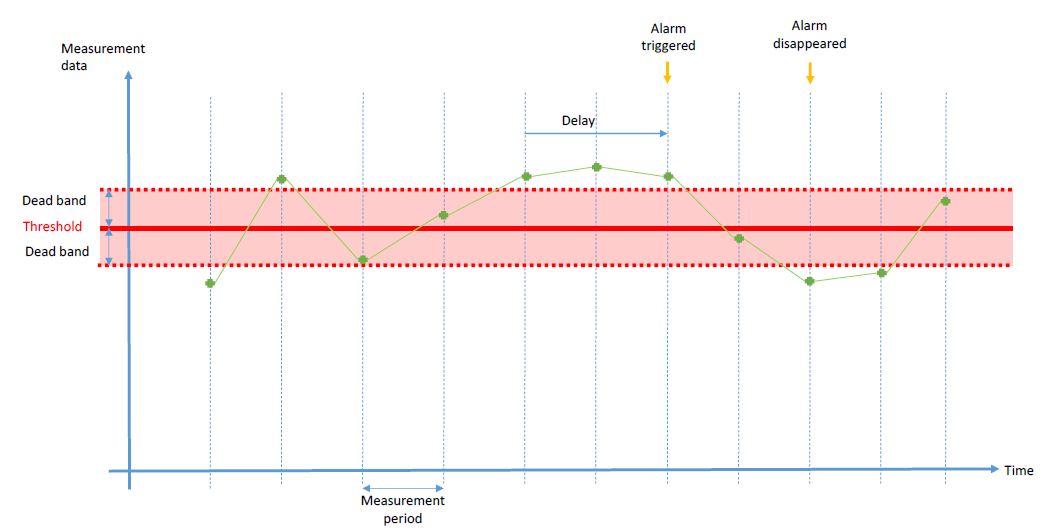 Alarm
triggered
Alarm
disappeared
Measurement
data
Delay
Dead band
Threshold
Dead band
Time
Measurement
period